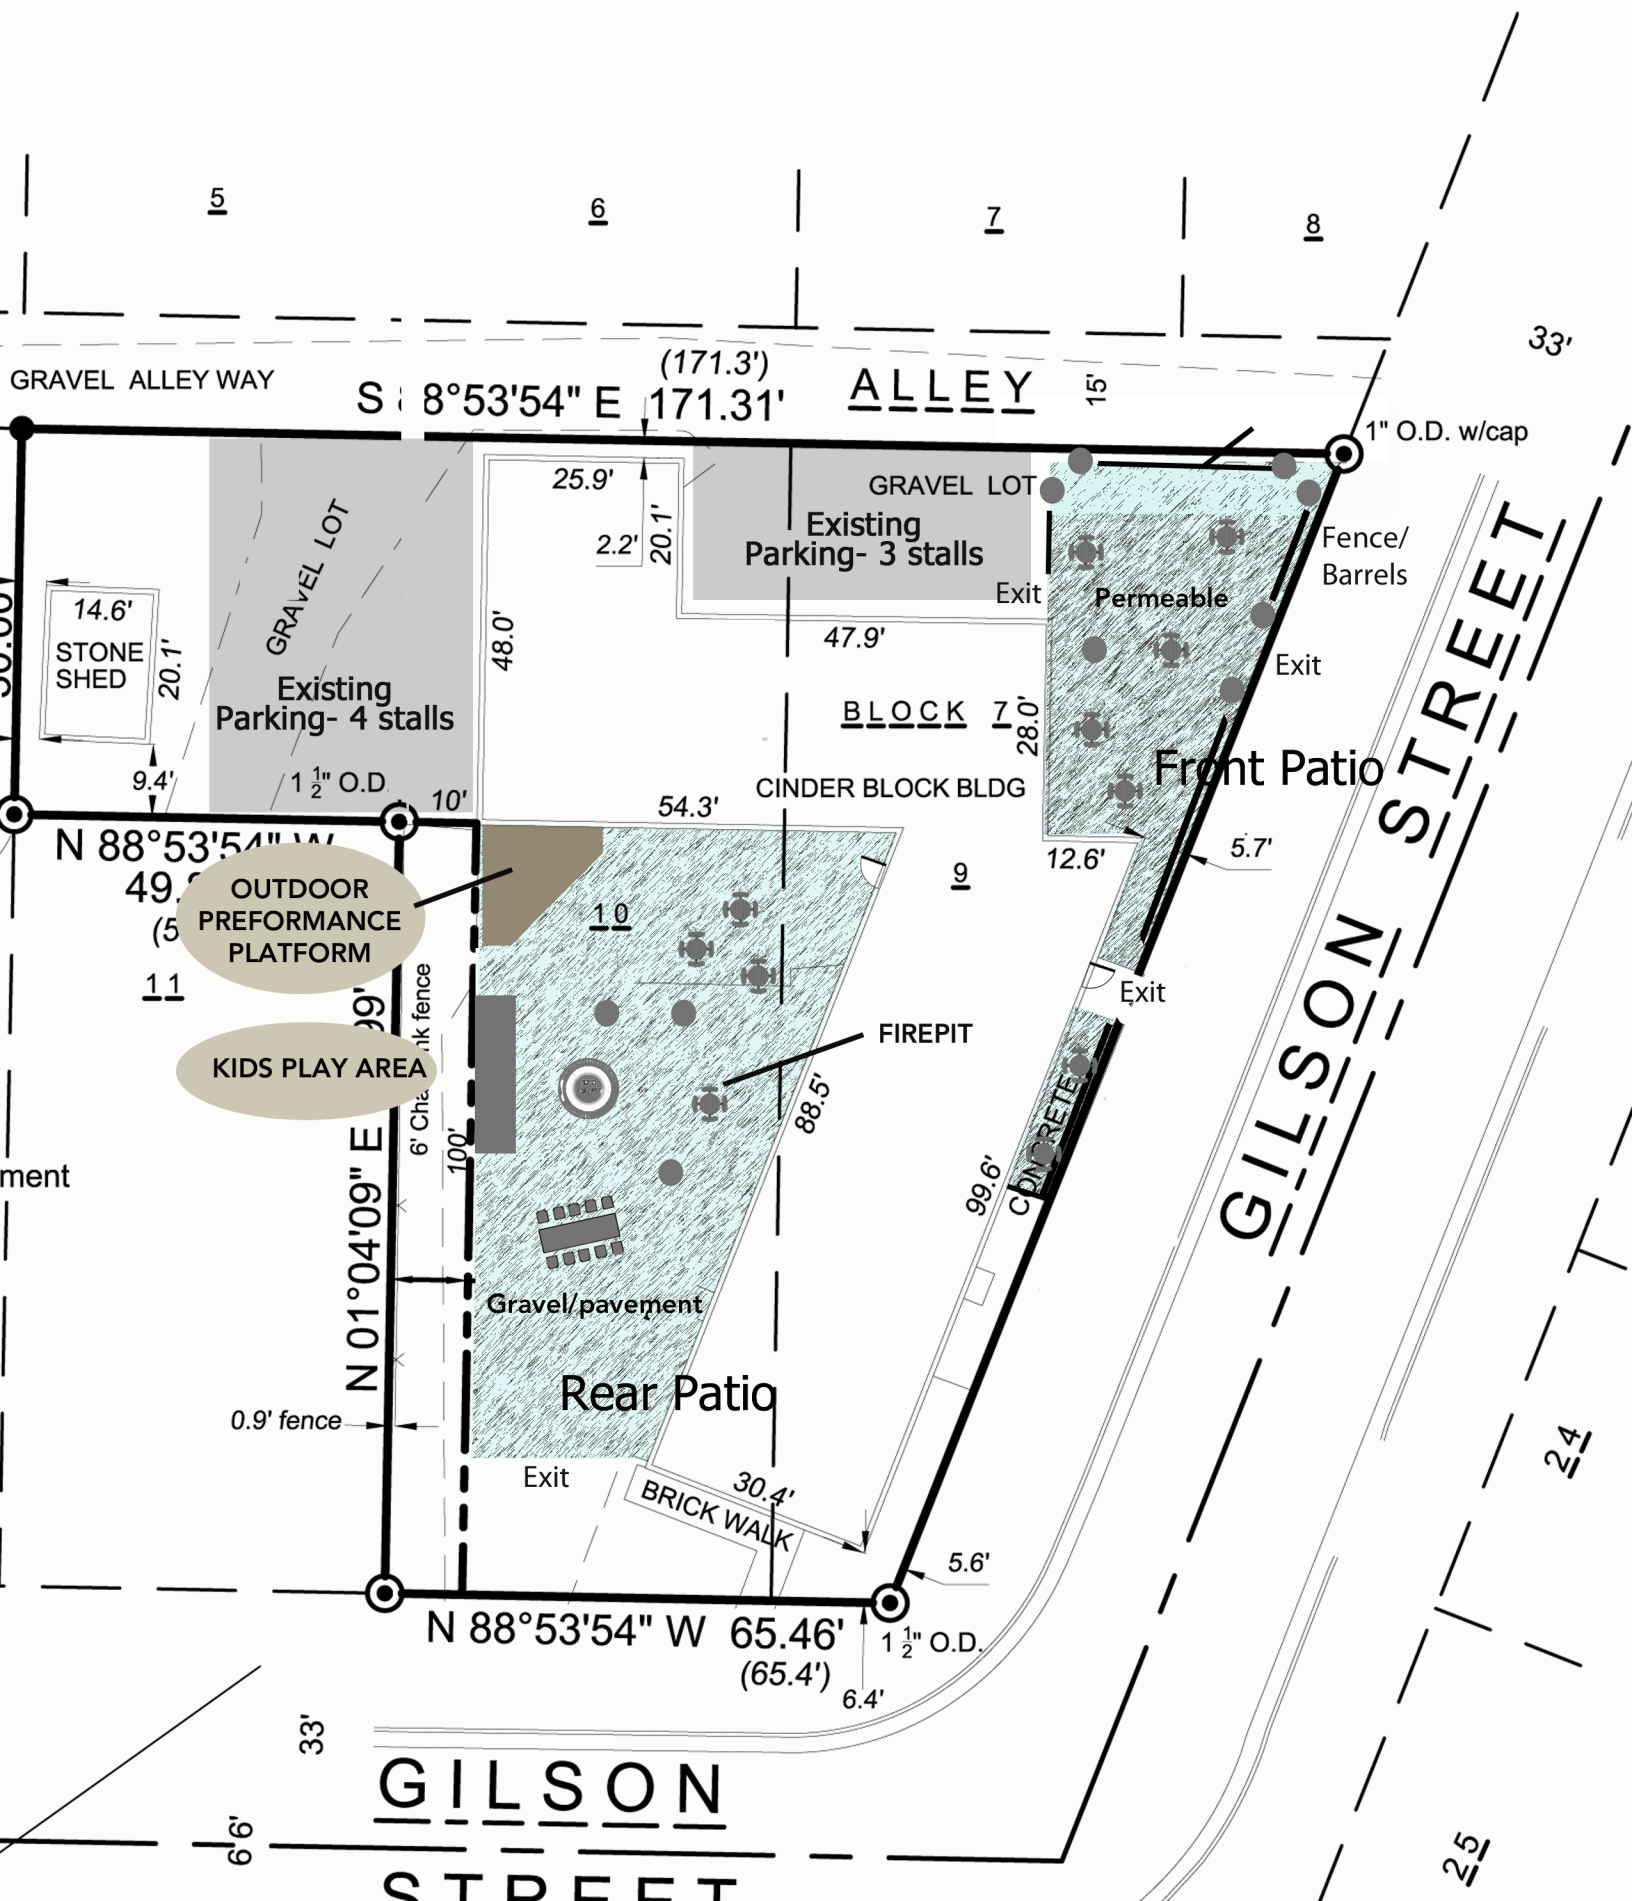 5
6
7
8
33'
GRAVEL ALLEY WAY
(171.3')
S 8°53'54" E 171.31'
ALLEY
15'
1" O.D. w/cap
25.9'
GRAVEL LOT
2.2'
20.1'
Existing
Parking- 3 stalls
Exit
Permeable
Fence/
Barrels
Exit
14.6'
STONE
SHED
20.1'
GRAVEL LOT
Existing
Parking- 4 stalls
48.0'
47.9'
BLOCK 7
28.0'
Front Patio
9.4'
1 1/2" O.D.
10'
54.3'
CINDER BLOCK BLDG
N 88°53'54" W
49.
(5
12.6'
5.7'
OUTDOOR
PREFORMANCE
PLATFORM
10
9
11
Exit
6' Cha nk fence
KIDS PLAY AREA
FIREPIT
88.5'
CONCRETE
99.6'
100'
N 01°04'09" E 99'
ment
GILSON STREET
Gravel/pavement
Rear Patio
0.9' fence
Exit
30.4'
BRICK WALK
24
5.6'
N 88°53'54" W 65.46'
(65.4')
1 1/2" O.D.
6.4'
33'
GILSON
66'
STREET
25